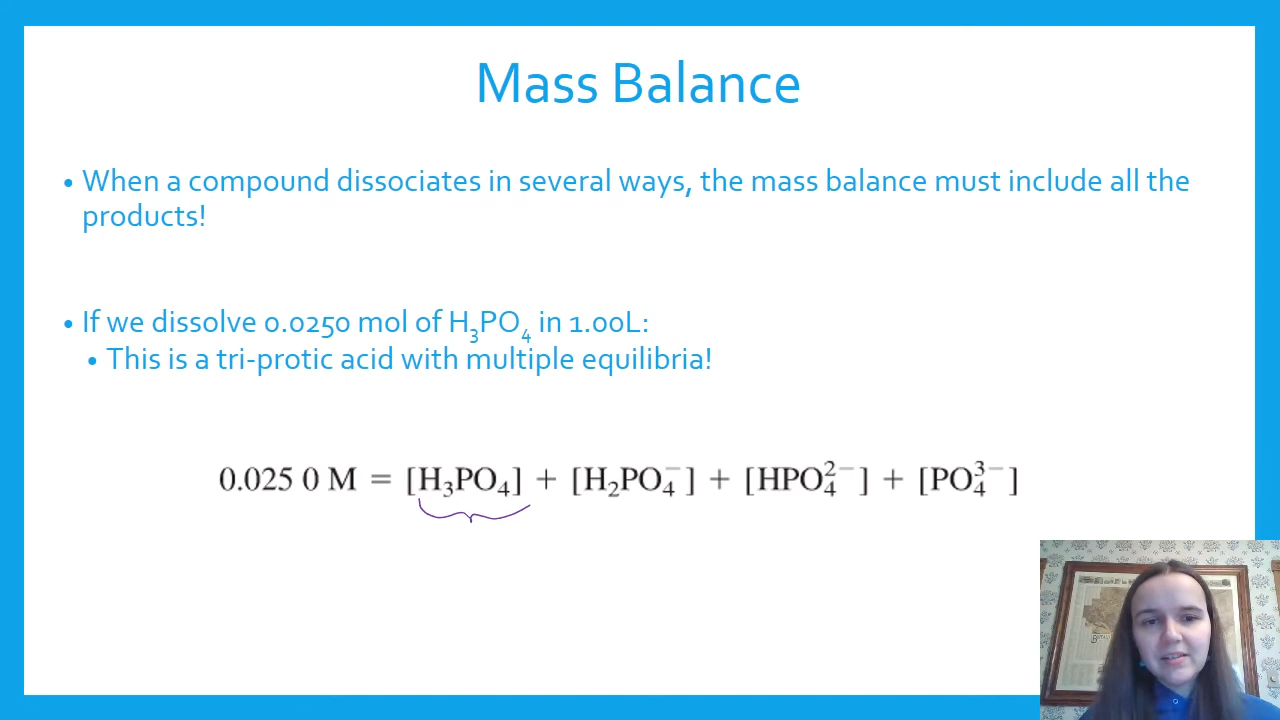 Mass Balance
• When a compound dissociates in several ways, the mass balance must include all the
products!
• If we dissolve 0.0250 mol of H₃PO₄ in 1.00L:
• This is a tri-protic acid with multiple equilibria!
0.025 0 M = [H₃PO₄] + [H₂PO₄⁻] + [HPO₄²⁻] + [PO₄³⁻]